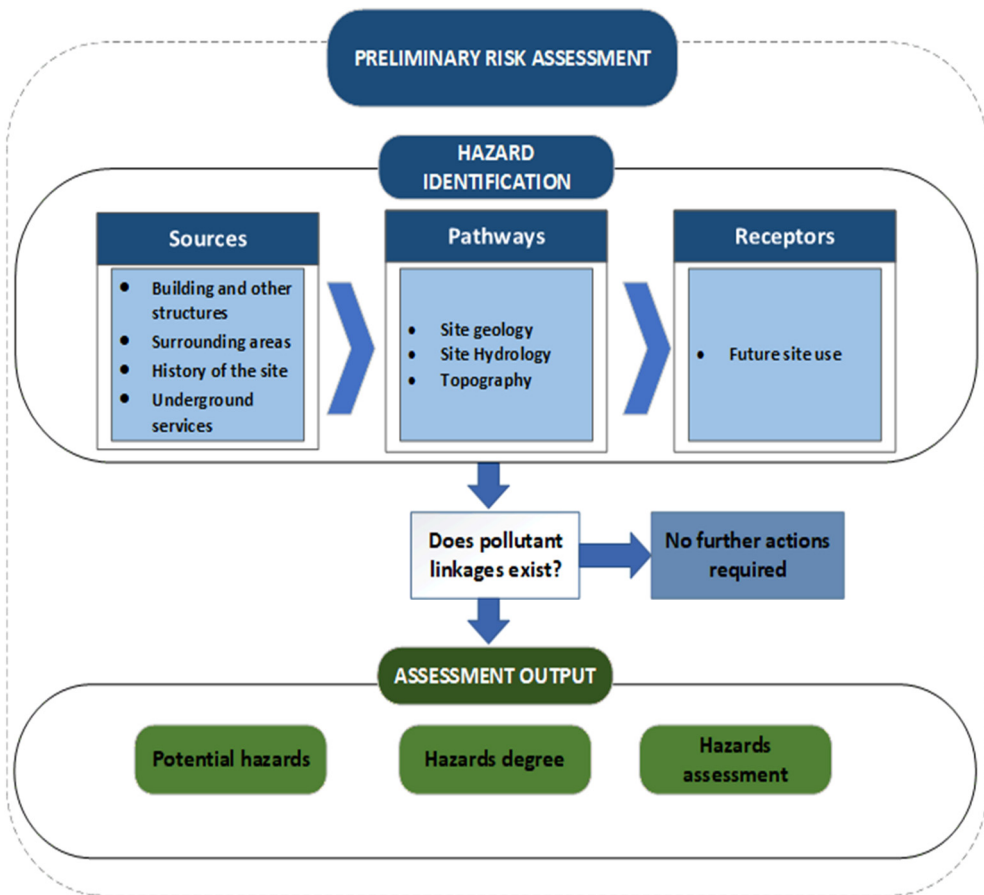 PRELIMINARY RISK ASSESSMENT
HAZARD
IDENTIFICATION
Sources
• Building and other
structures
• Surrounding areas
• History of the site
• Underground
services
Pathways
• Site geology
• Site Hydrology
• Topography
Receptors
• Future site use
Does pollutant
linkages exist?
No further actions
required
ASSESSMENT OUTPUT
Potential hazards
Hazards degree
Hazards
assessment